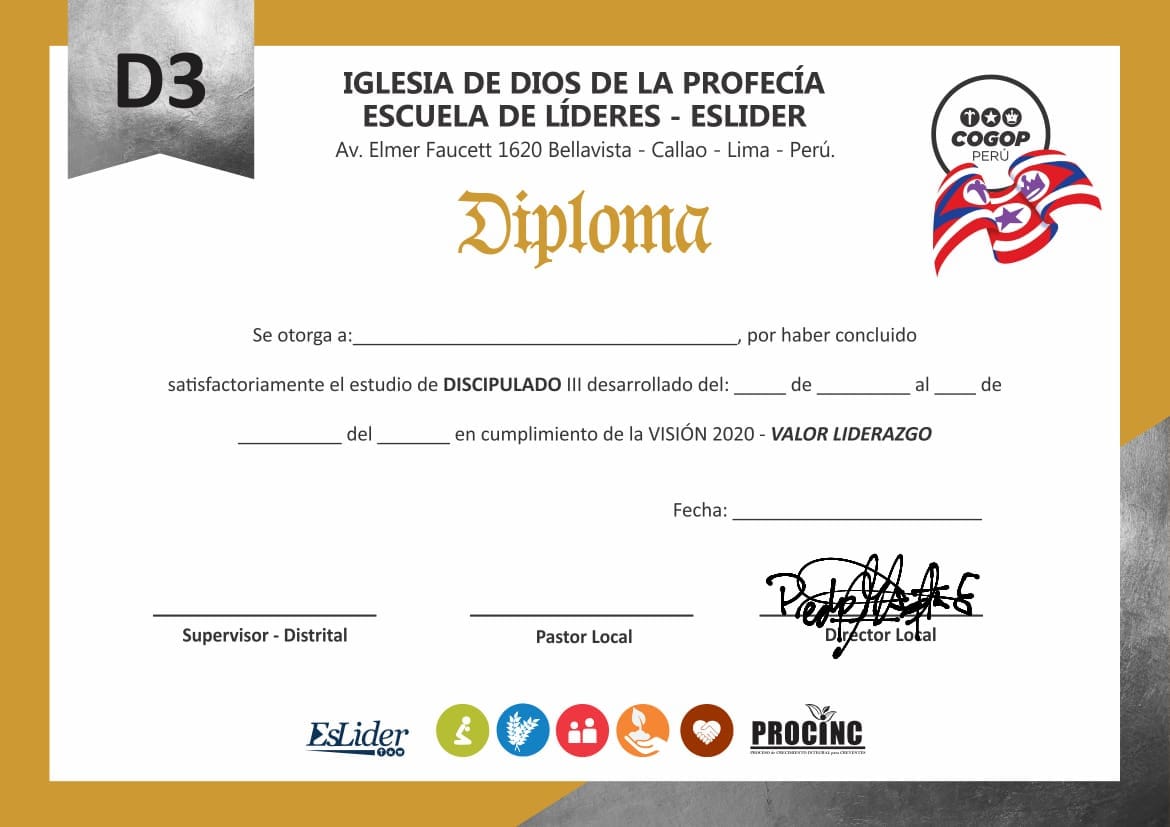 D3
IGLESIA DE DIOS DE LA PROFECÍA
ESCUELA DE LÍDERES - ESLIDER
Av. Elmer Faucett 1620 Bellavista - Callao - Lima - Perú.
COGOP
PERÚ
Diploma
Se otorga a:____________________, por haber concluido
satisfactoriamente el estudio de DISCIPULADO III desarrollado del: _____ de _________ al ____ de
__________ del _______ en cumplimiento de la VISIÓN 2020 - VALOR LIDERAZGO
Fecha: ____________________
Supervisor - Distrital
Pastor Local
Director Local
EsLider
PROCINC
PROCESO de CRECIMIENTO INTEGRAL para CREYENTES